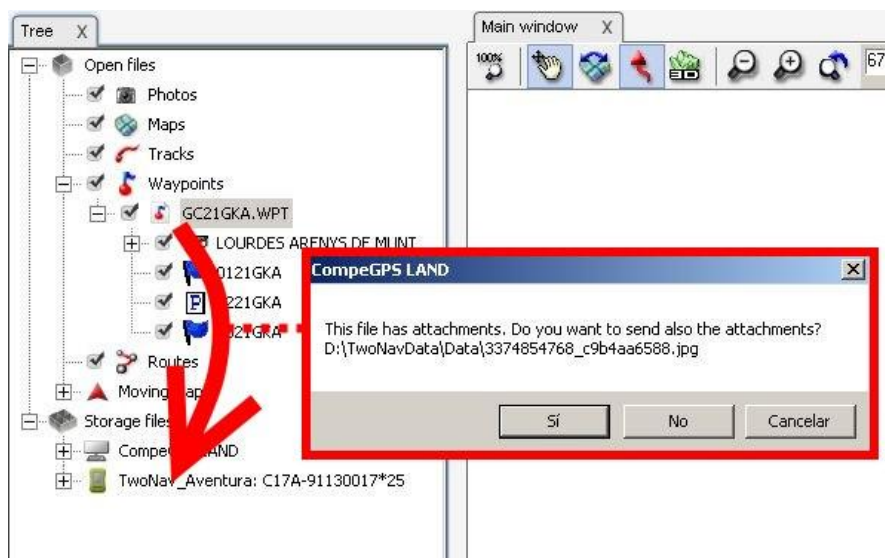 Tree X
Main window X
100%
67
Open files
Photos
Maps
Tracks
Waypoints
GC21GKA.WPT
LOURDES ARENYS DE MUNT
0121GKA
P
221GKA
021GKA
Routes
Moving
Storage files
TwoNav_Aventura: C17A-91130017*25
CompeGPS LAND
This file has attachments. Do you want to send also the attachments?
D:\TwoNavData\Data\3374854768_c9b4aa6588.jpg
Sí
No
Cancelar